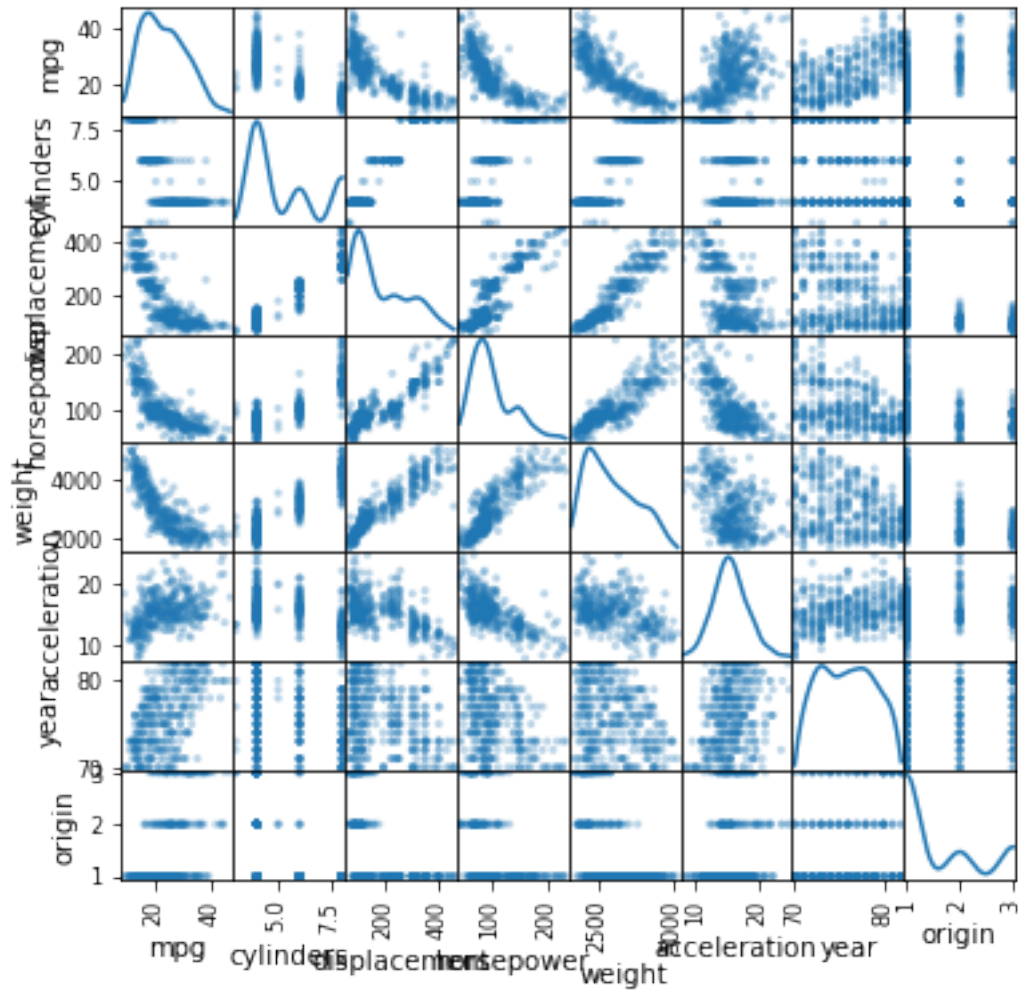 mpg
40
20
cylinders
7.5
5.0
displacement
400
200
horsepower
200
100
weight
4000
2000
acceleration
20
10
year
80
70
origin
3
2
1
20 40 5.0 7.5 200 400 100 200 2500 10 20 70 80 1 2 3
mpg cylinders displacement horsepower weight acceleration year origin